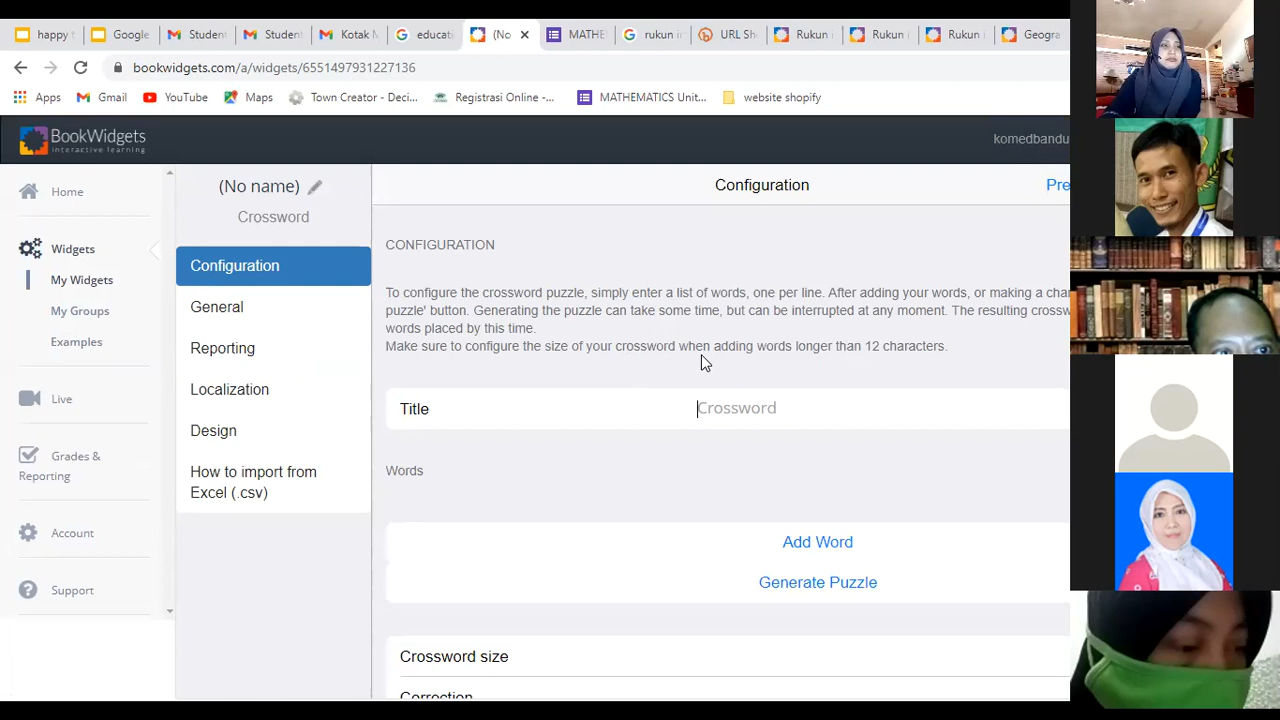 happy t
Google
Student
Student
Kotak M
educati
(No
MATHE
rukun in
URL Sh
Rukun i
Rukun i
Rukun i
Geogra
bookwidgets.com/a/widgets/6551497931227136
Apps
Gmail
YouTube
Maps
Town Creator - Deci...
Registrasi Online -...
MATHEMATICS Unit...
website shopify
BookWidgets
interactive learning
komedbandu
Home
Widgets
My Widgets
My Groups
Examples
Live
Grades &
Reporting
Account
Support
(No name)
Crossword
Configuration
General
Reporting
Localization
Design
How to import from
Excel (.csv)
Configuration
Pre
CONFIGURATION
To configure the crossword puzzle, simply enter a list of words, one per line. After adding your words, or making a cha
puzzle' button. Generating the puzzle can take some time, but can be interrupted at any moment. The resulting crossw
words placed by this time.
Make sure to configure the size of your crossword when adding words longer than 12 characters.
Title
Crossword
Words
Add Word
Generate Puzzle
Crossword size
Correction